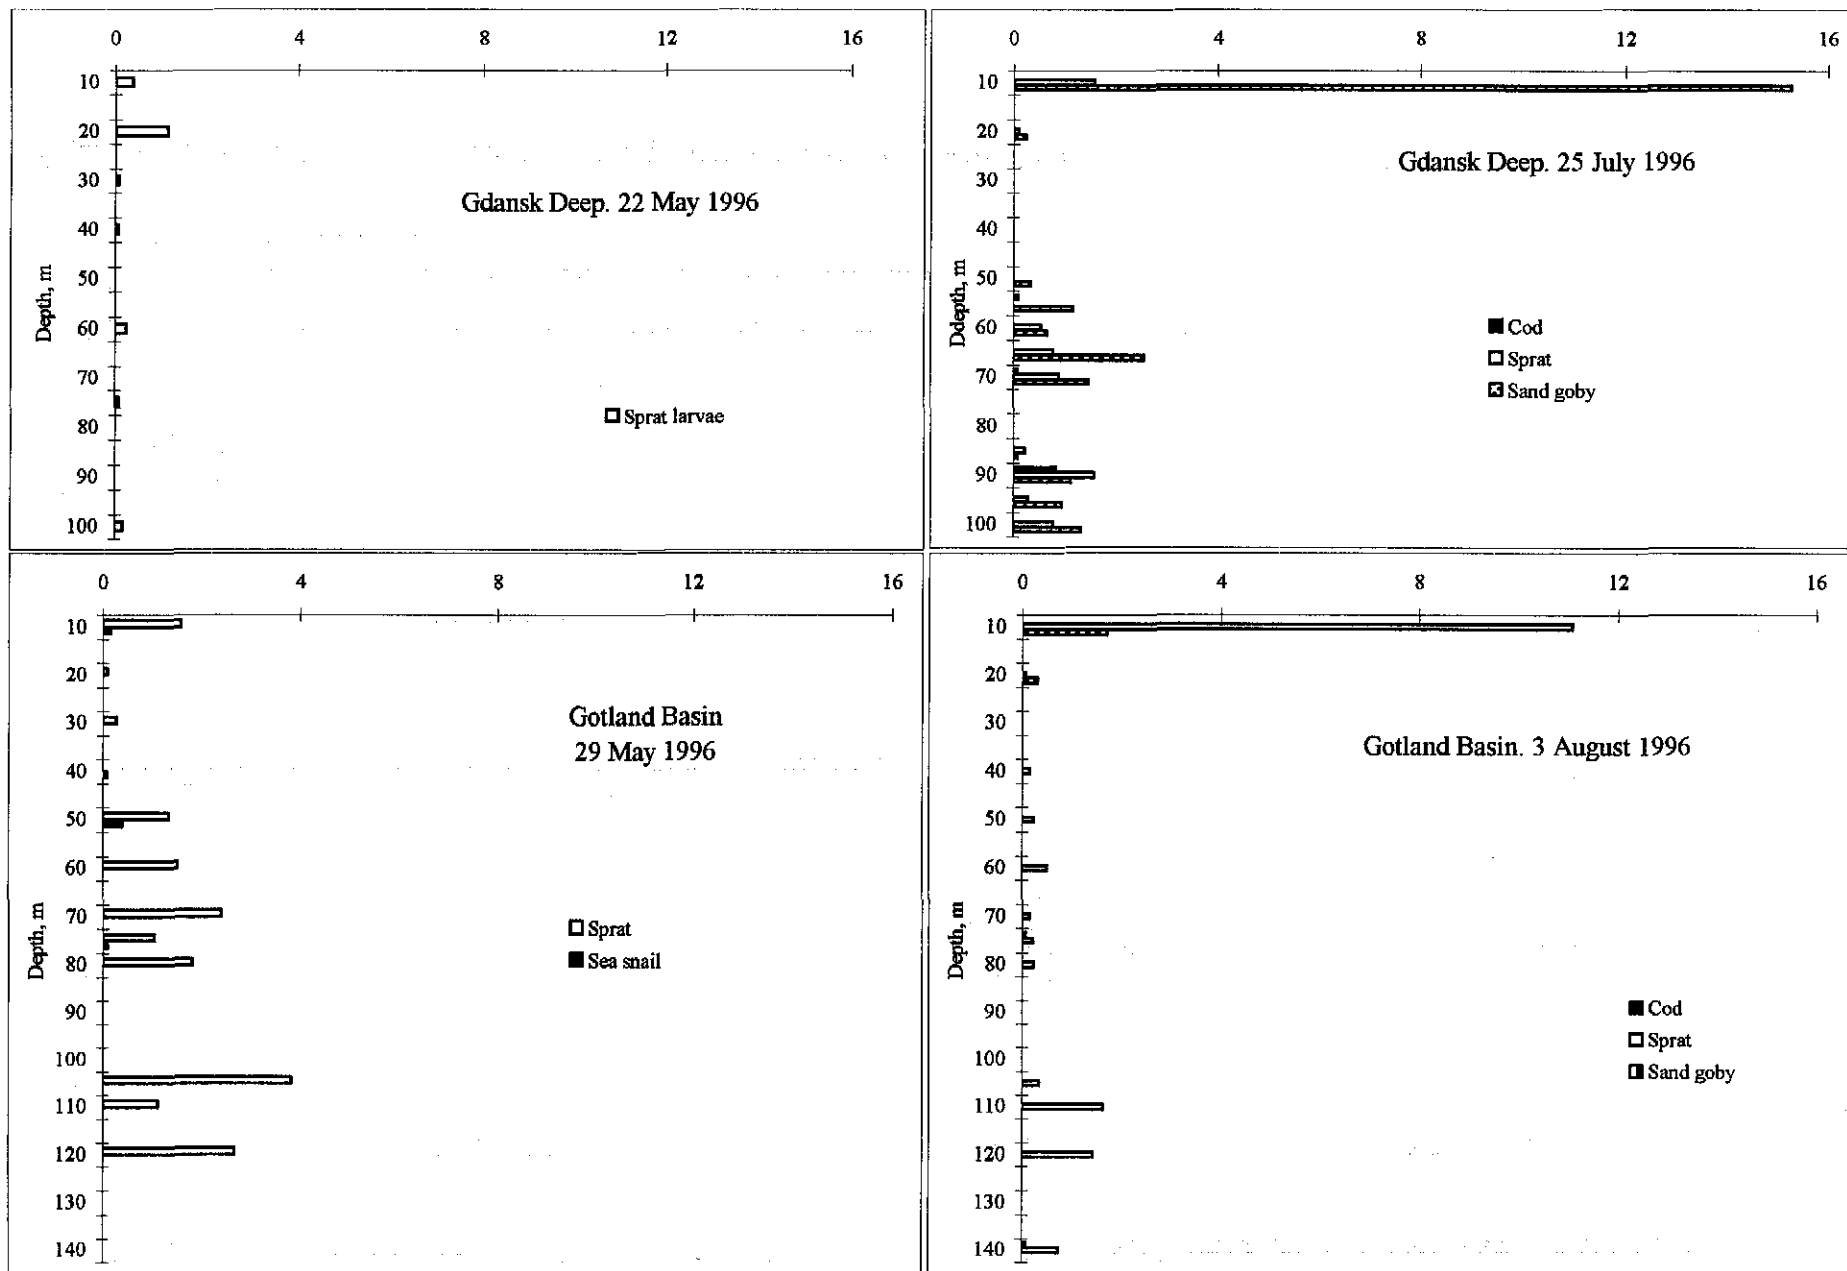 0 4 8 12 16
10
20
30
40
50
60
70
80
90
100
Depth, m
Gdansk Deep. 22 May 1996
Sprat larvae
0 4 8 12 16
10
20
30
40
50
60
70
80
90
100
Ddepth, m
Gdansk Deep. 25 July 1996
Cod
Sprat
Sand goby
0 4 8 12 16
10
20
30
40
50
60
70
80
90
100
110
120
130
140
Depth, m
Gotland Basin
29 May 1996
Sprat
Sea snail
0 4 8 12 16
10
20
30
40
50
60
70
80
90
100
110
120
130
140
Depth, m
Gotland Basin. 3 August 1996
Cod
Sprat
Sand goby